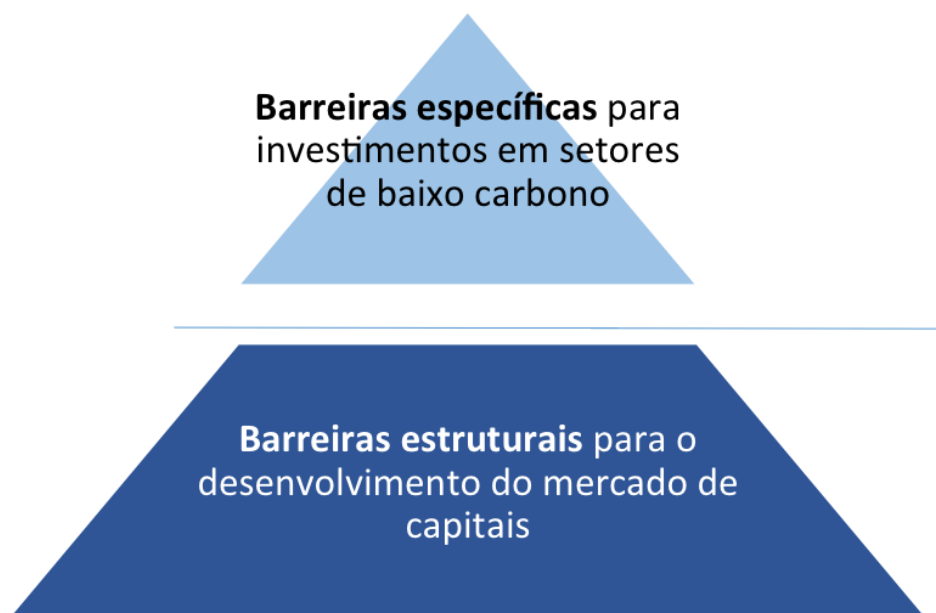 Barreiras específicas para
investimentos em setores
de baixo carbono
Barreiras estruturais para o
desenvolvimento do mercado de
capitais